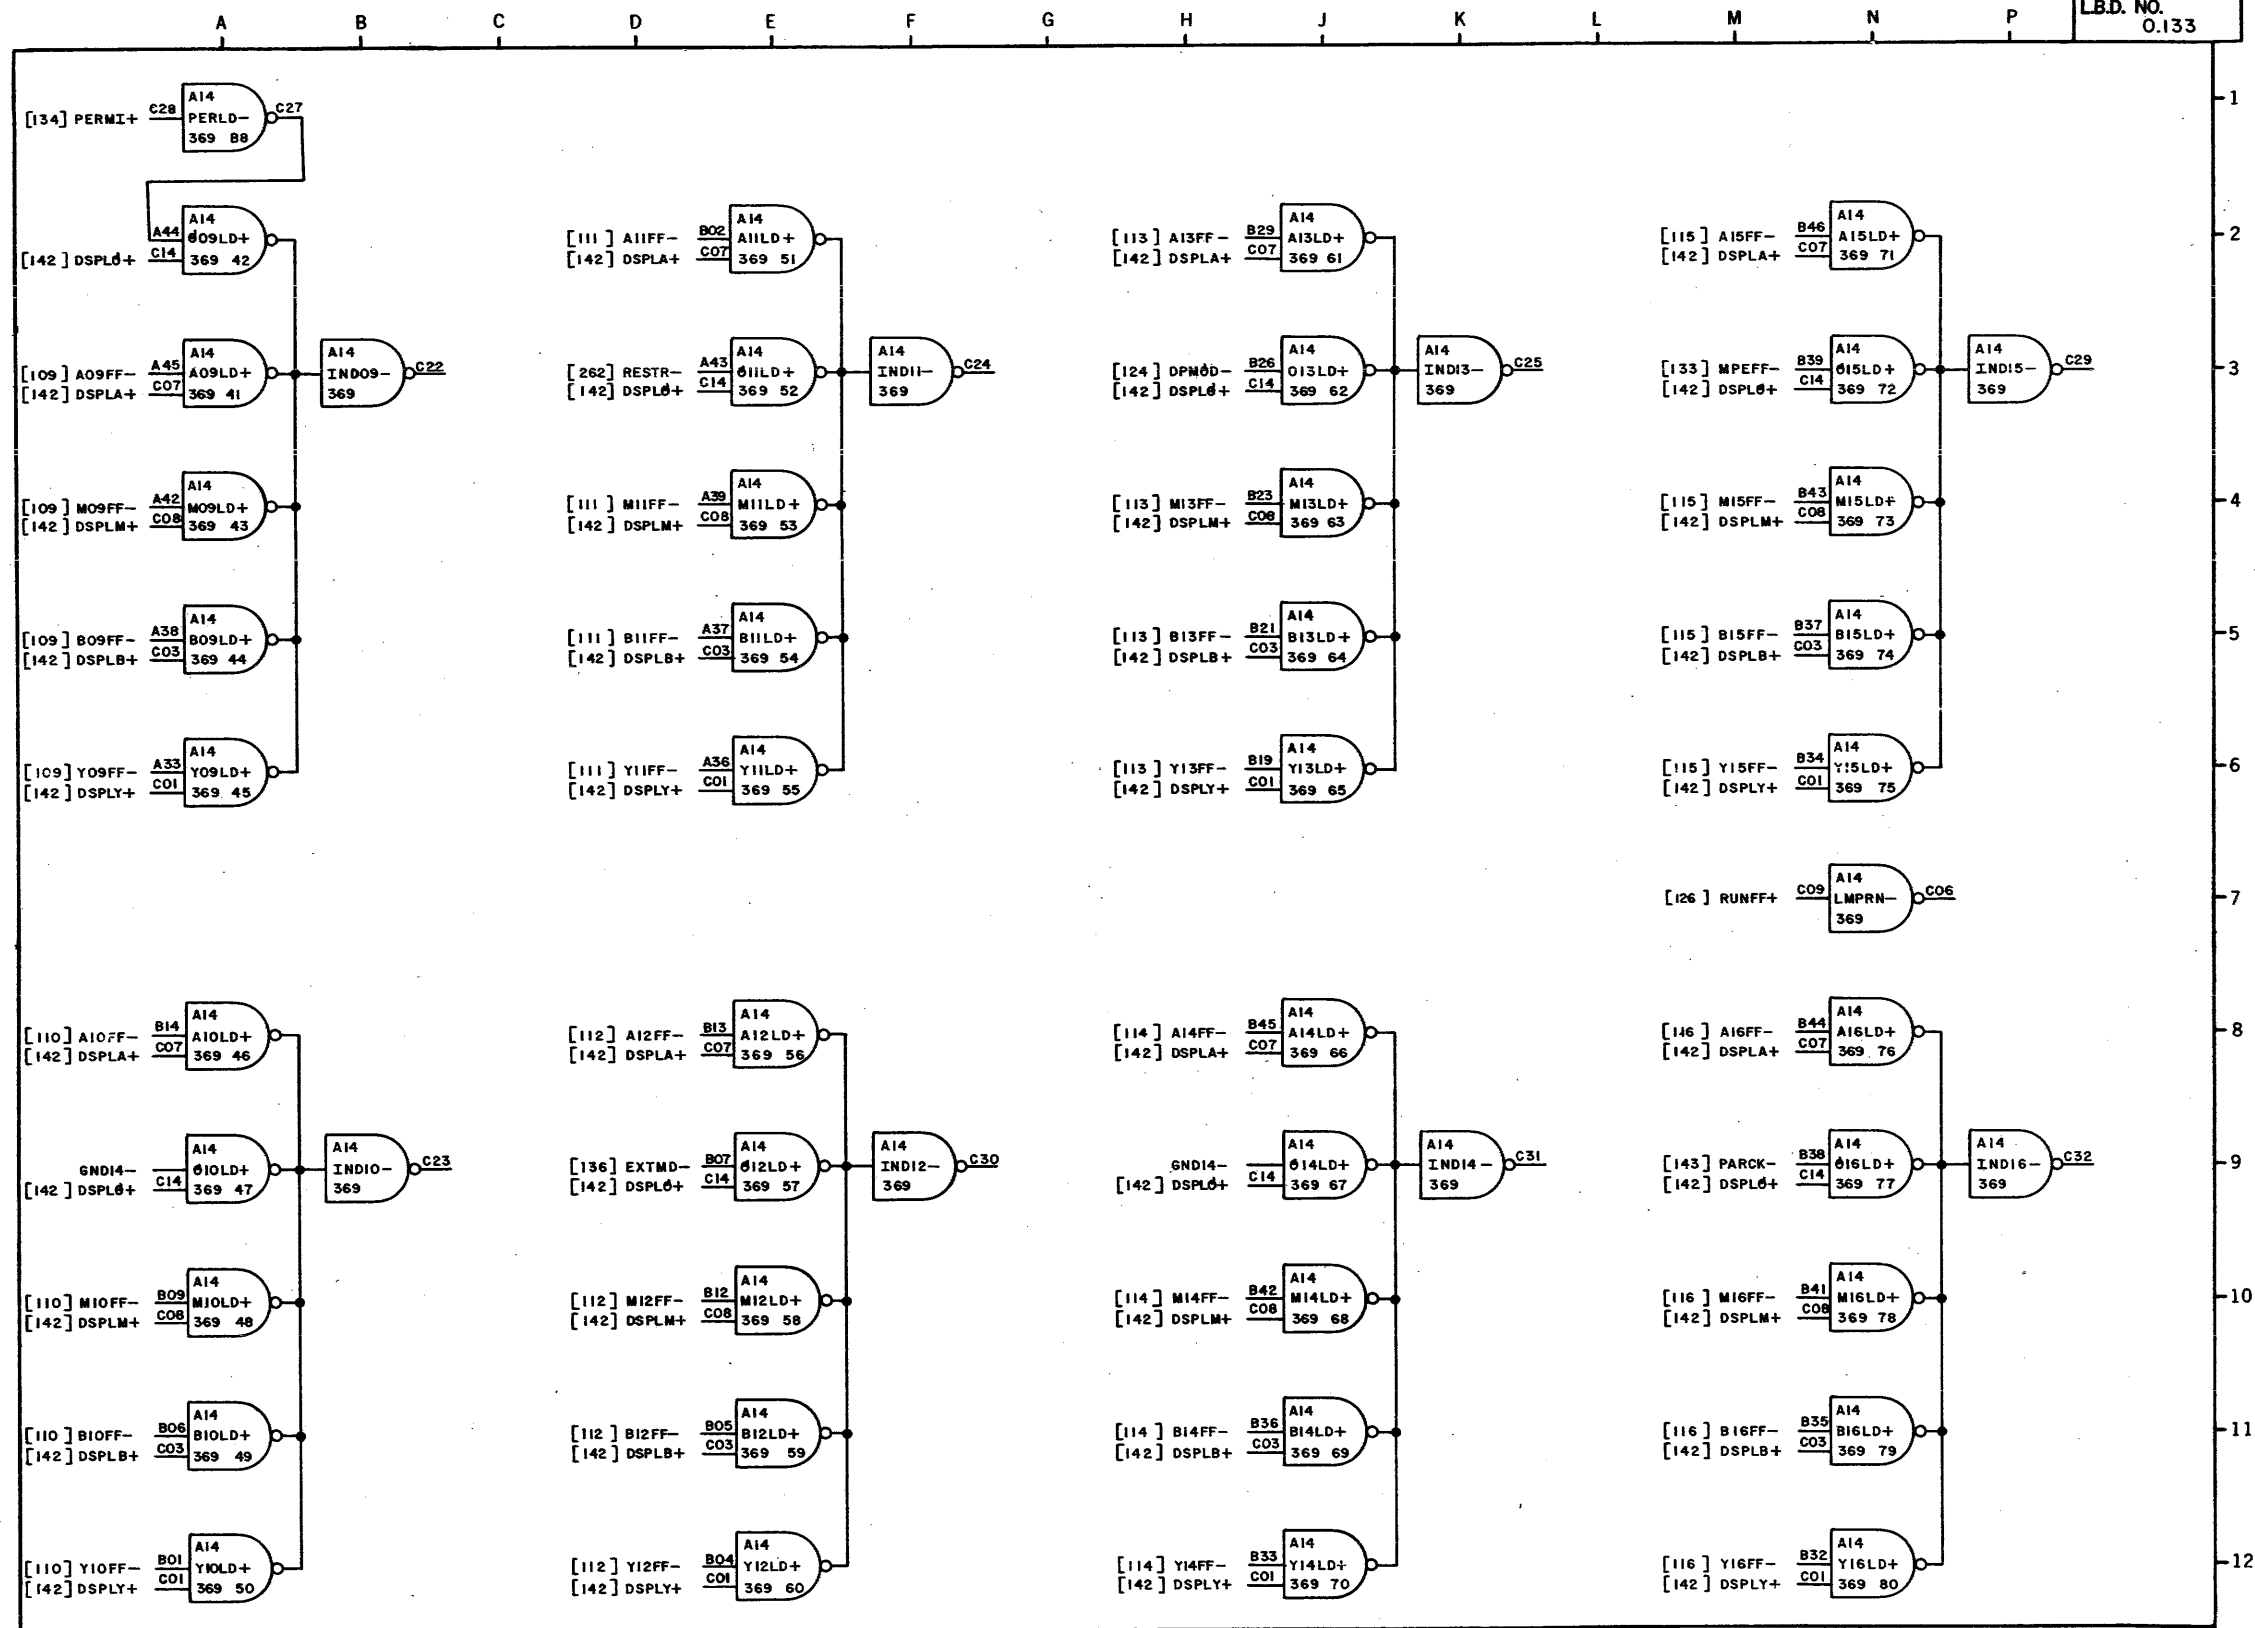 A B C D E F G H J K L M N P
L.B.D. NO.
0.133
1
2
3
4
5
6
7
8
9
10
11
12
[134] PERMI+ C28
A14
PERLD-
369 B8
C27
[142] DSPLØ+ A44 C14
A14
Ø09LD+
369 42
[109] A09FF- A45
[142] DSPLA+ C07
A14
A09LD+
369 41
A14
IND09-
369
C22
[109] M09FF- A42
[142] DSPLM+ C08
A14
M09LD+
369 43
[109] B09FF- A38
[142] DSPLB+ C03
A14
B09LD+
369 44
[109] Y09FF- A33
[142] DSPLY+ C01
A14
Y09LD+
369 45
[110] A10FF- B14
[142] DSPLA+ C07
A14
A10LD+
369 46
GND14-
[142] DSPLØ+ C14
A14
Ø10LD+
369 47
A14
IND10-
369
C23
[110] M10FF- B09
[142] DSPLM+ C08
A14
M10LD+
369 48
[110] B10FF- B06
[142] DSPLB+ C03
A14
B10LD+
369 49
[110] Y10FF- B01
[142] DSPLY+ C01
A14
Y10LD+
369 50
[111] A11FF- B02
[142] DSPLA+ C07
A14
A11LD+
369 51
[262] RESTR- A43
[142] DSPLØ+ C14
A14
Ø11LD+
369 52
A14
IND11-
369
C24
[111] M11FF- A39
[142] DSPLM+ C08
A14
M11LD+
369 53
[111] B11FF- A37
[142] DSPLB+ C03
A14
B11LD+
369 54
[111] Y11FF- A36
[142] DSPLY+ C01
A14
Y11LD+
369 55
[112] A12FF- B13
[142] DSPLA+ C07
A14
A12LD+
369 56
[136] EXTMD- B07
[142] DSPLØ+ C14
A14
Ø12LD+
369 57
A14
IND12-
369
C30
[112] M12FF- B12
[142] DSPLM+ C08
A14
M12LD+
369 58
[112] B12FF- B05
[142] DSPLB+ C03
A14
B12LD+
369 59
[112] Y12FF- B04
[142] DSPLY+ C01
A14
Y12LD+
369 60
[113] A13FF- B29
[142] DSPLA+ C07
A14
A13LD+
369 61
[124] DPMØD- B26
[142] DSPLØ+ C14
A14
O13LD+
369 62
A14
IND13-
369
C25
[113] M13FF- B23
[142] DSPLM+ C08
A14
M13LD+
369 63
[113] B13FF- B21
[142] DSPLB+ C03
A14
B13LD+
369 64
[113] Y13FF- B19
[142] DSPLY+ C01
A14
Y13LD+
369 65
[114] A14FF- B45
[142] DSPLA+ C07
A14
A14LD+
369 66
GND14-
[142] DSPLØ+ C14
A14
Ø14LD+
369 67
A14
IND14-
369
C31
[114] M14FF- B42
[142] DSPLM+ C08
A14
M14LD+
369 68
[114] B14FF- B36
[142] DSPLB+ C03
A14
B14LD+
369 69
[114] Y14FF- B33
[142] DSPLY+ C01
A14
Y14LD+
369 70
[115] A15FF- B46
[142] DSPLA+ C07
A14
A15LD+
369 71
[133] MPEFF- B39
[142] DSPLØ+ C14
A14
Ø15LD+
369 72
A14
IND15-
369
C29
[115] M15FF- B43
[142] DSPLM+ C08
A14
M15LD+
369 73
[115] B15FF- B37
[142] DSPLB+ C03
A14
B15LD+
369 74
[115] Y15FF- B34
[142] DSPLY+ C01
A14
Y15LD+
369 75
[126] RUNFF+ C09
A14
LMPRN-
369
C06
[116] A16FF- B44
[142] DSPLA+ C07
A14
A16LD+
369 76
[143] PARCK- B38
[142] DSPLØ+ C14
A14
Ø16LD+
369 77
A14
IND16-
369
C32
[116] M16FF- B41
[142] DSPLM+ C08
A14
M16LD+
369 78
[116] B16FF- B35
[142] DSPLB+ C03
A14
B16LD+
369 79
[116] Y16FF- B32
[142] DSPLY+ C01
A14
Y16LD+
369 80